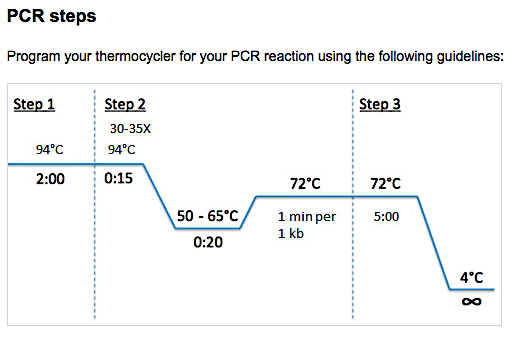 PCR steps
Program your thermocycler for your PCR reaction using the following guidelines:
Step 1
Step 2
Step 3
30-35X
94°C
94°C
2:00
0:15
72°C
72°C
50 - 65°C
1 min per
1 kb
5:00
0:20
4°C
∞